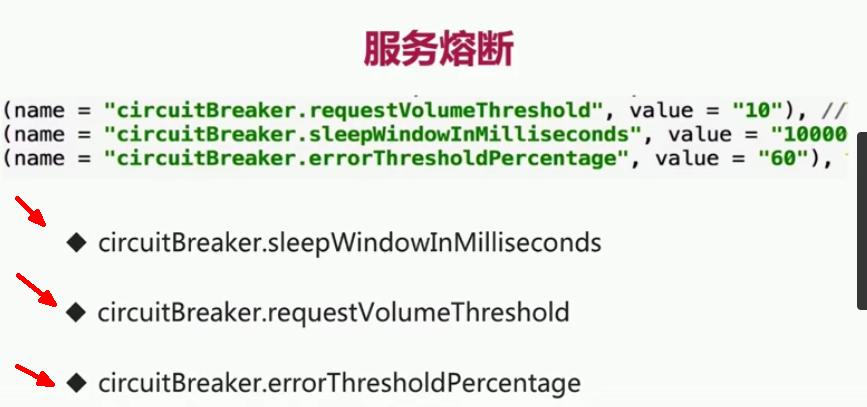 服务熔断
(name = "circuitBreaker.requestVolumeThreshold", value = "10"), //
(name = "circuitBreaker.sleepWindowInMilliseconds", value = "10000
(name = "circuitBreaker.errorThresholdPercentage", value = "60"),
◆ circuitBreaker.sleepWindowInMilliseconds
◆ circuitBreaker.requestVolumeThreshold
◆ circuitBreaker.errorThresholdPercentage